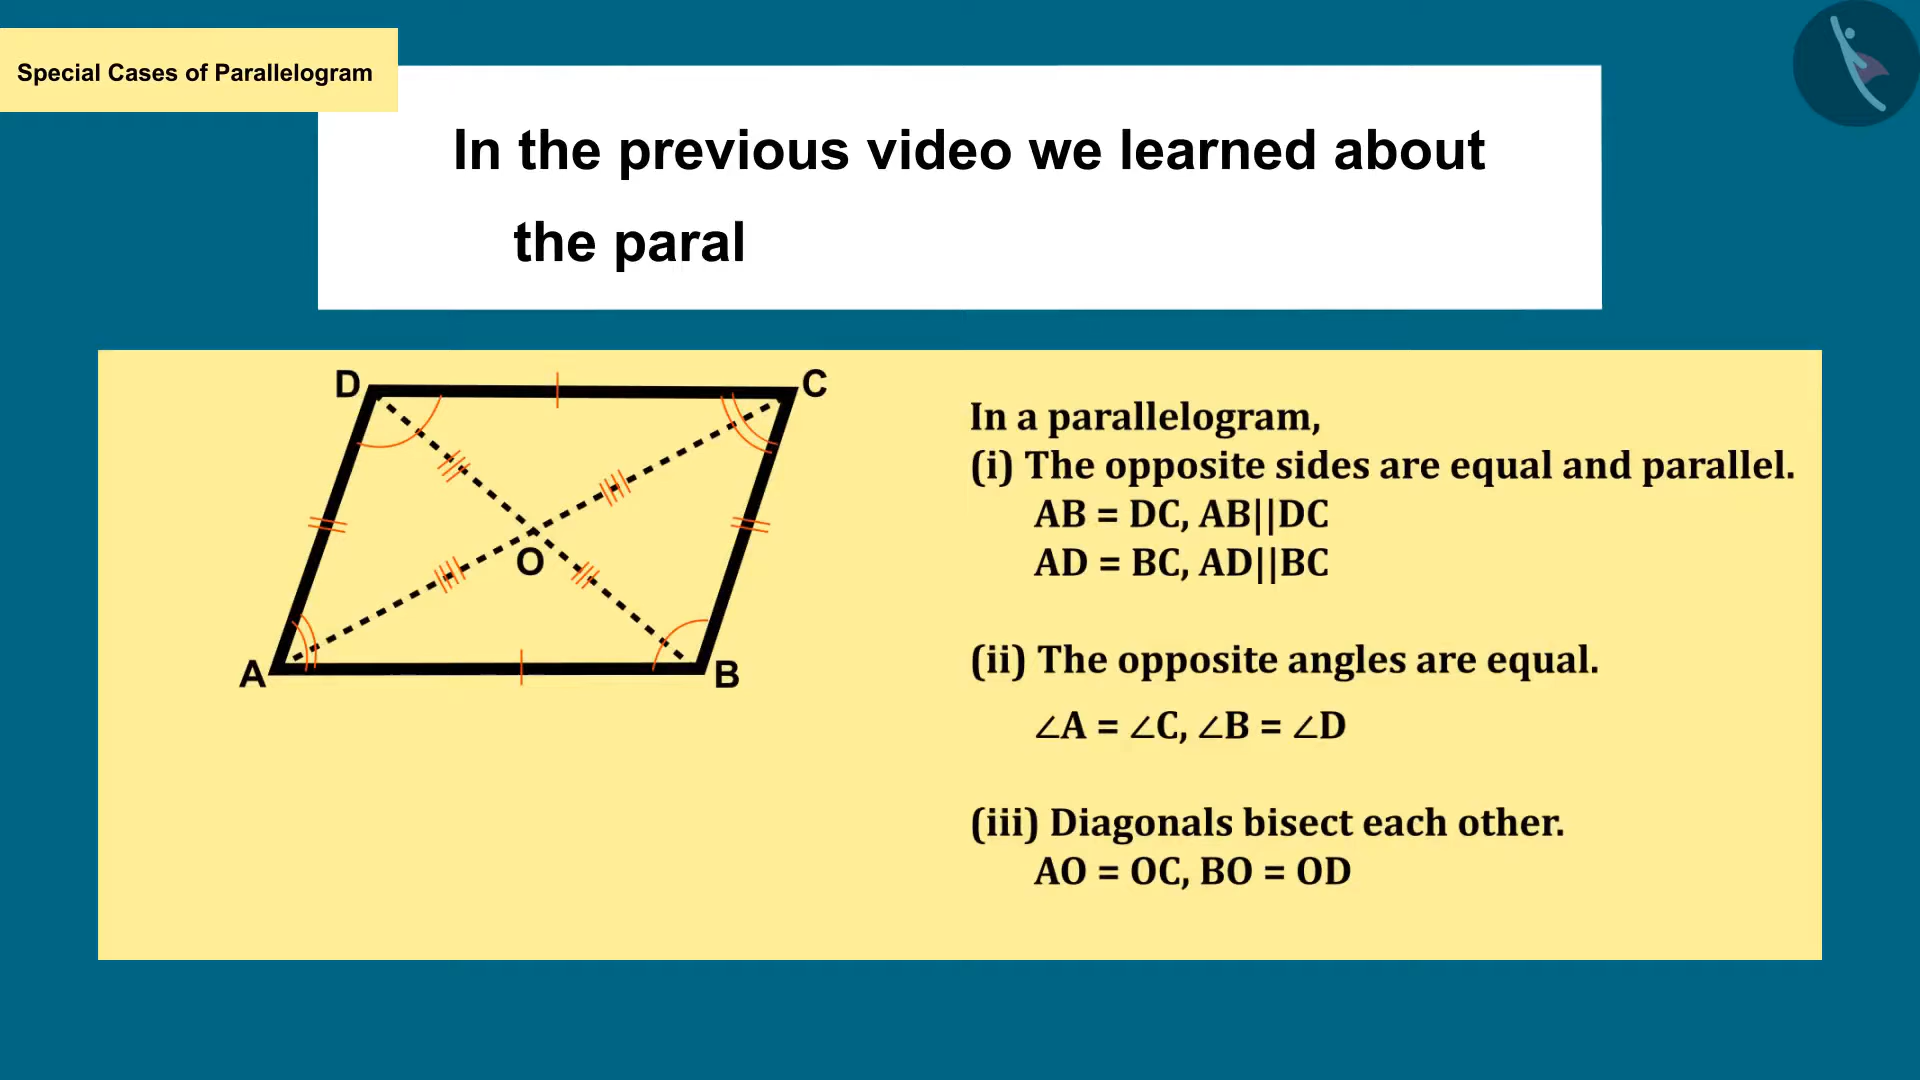 Special Cases of Parallelogram
In the previous video we learned about
the paral
D
C
O
A
B
In a parallelogram,
(i) The opposite sides are equal and parallel.
AB = DC, AB||DC
AD = BC, AD||BC
(ii) The opposite angles are equal.
∠A = ∠C, ∠B = ∠D
(iii) Diagonals bisect each other.
AO = OC, BO = OD